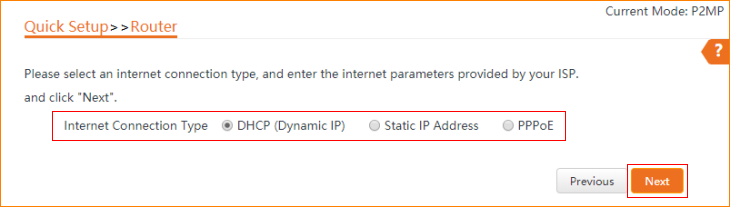 Current Mode: P2MP
Quick Setup>>Router
?
Please select an internet connection type, and enter the internet parameters provided by your ISP.
and click "Next".
Internet Connection Type DHCP (Dynamic IP) Static IP Address PPPoE
Previous Next